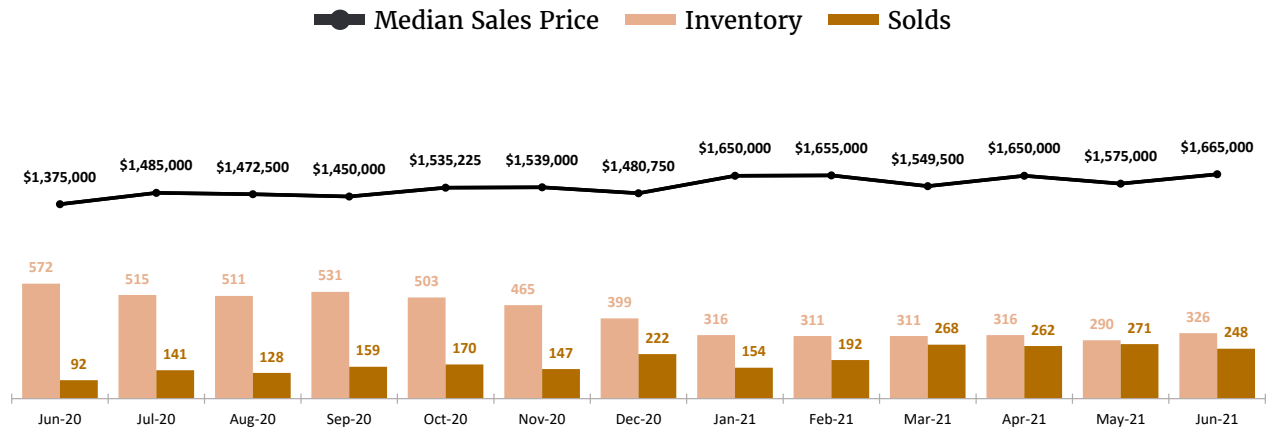 Median Sales Price Inventory Solds
$1,375,000 $1,485,000 $1,472,500 $1,450,000 $1,535,225 $1,539,000 $1,480,750 $1,650,000 $1,655,000 $1,549,500 $1,650,000 $1,575,000 $1,665,000
572 515 511 531 503 465 399 316 311 311 316 290 326
92 141 128 159 170 147 222 154 192 268 262 271 248
Jun-20 Jul-20 Aug-20 Sep-20 Oct-20 Nov-20 Dec-20 Jan-21 Feb-21 Mar-21 Apr-21 May-21 Jun-21